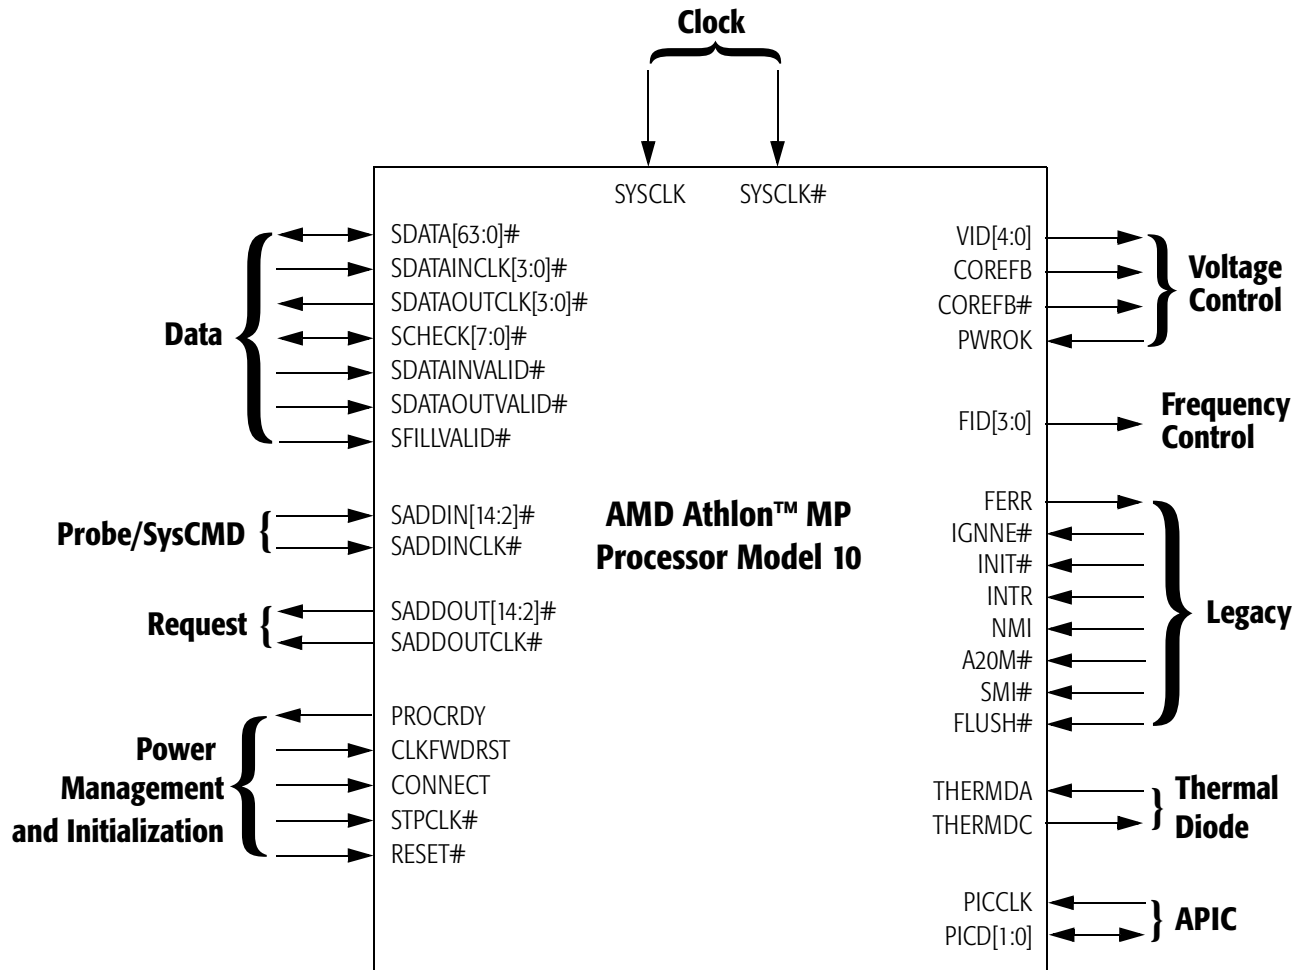 Clock
SYSCLK
SYSCLK#
Data
SDATA[63:0]#
SDATAINCLK[3:0]#
SDATAOUTCLK[3:0]#
SCHECK[7:0]#
SDATAINVALID#
SDATAOUTVALID#
SFILLVALID#
Probe/SysCMD
SADDIN[14:2]#
SADDINCLK#
Request
SADDOUT[14:2]#
SADDOUTCLK#
Power
Management
and Initialization
PROCRDY
CLKFWDRST
CONNECT
STPCLK#
RESET#
AMD Athlon™ MP
Processor Model 10
VID[4:0]
COREFB
COREFB#
PWROK
Voltage
Control
FID[3:0]
Frequency
Control
FERR
IGNNE#
INIT#
INTR
NMI
A20M#
SMI#
FLUSH#
Legacy
THERMDA
THERMDC
Thermal
Diode
PICCLK
PICD[1:0]
APIC